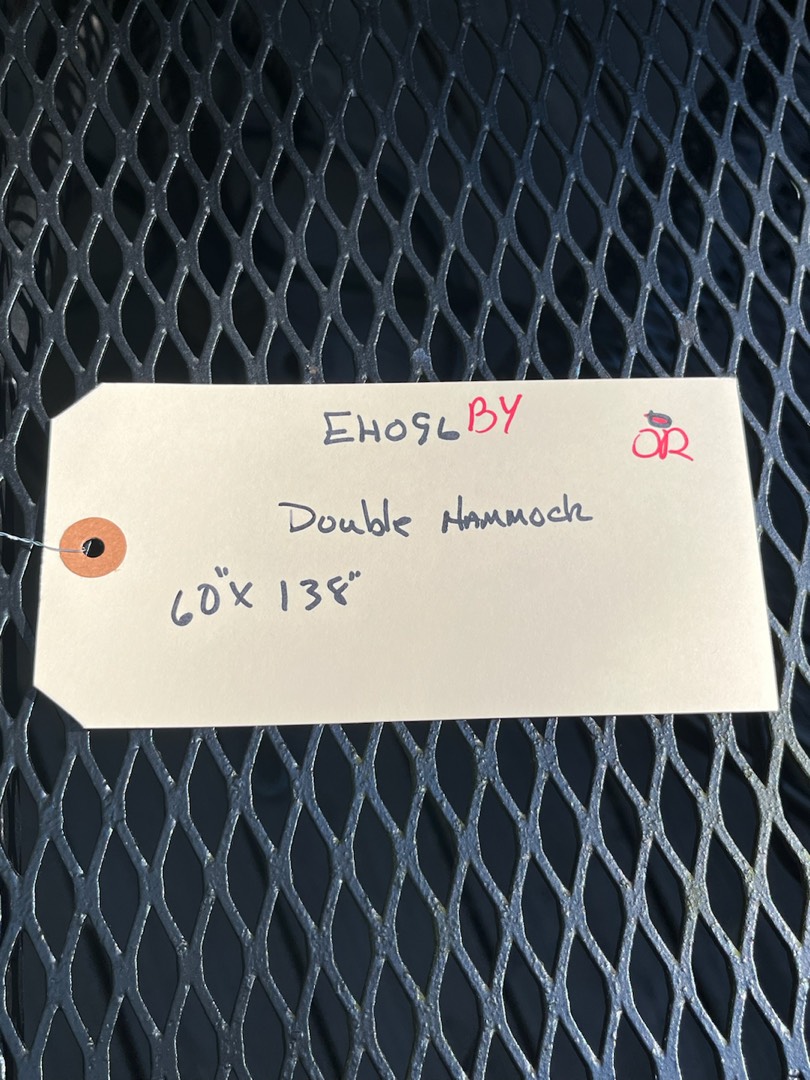 EH096BY OR
Double Hammock
60" X 138"